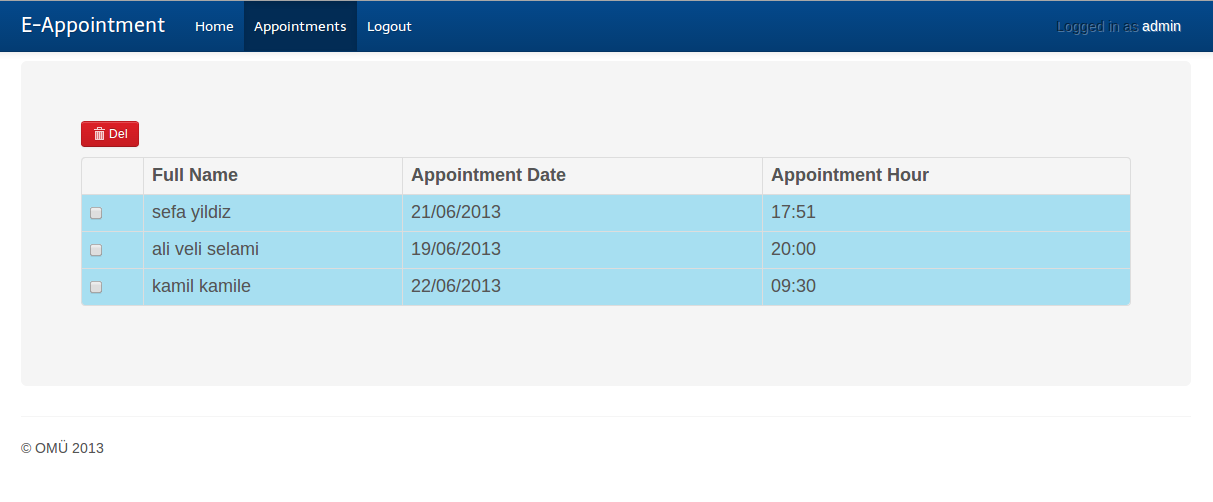 E-Appointment Home Appointments Logout Logged in as admin
Del
Full Name Appointment Date Appointment Hour
sefa yildiz 21/06/2013 17:51
ali veli selami 19/06/2013 20:00
kamil kamile 22/06/2013 09:30
© OMÜ 2013